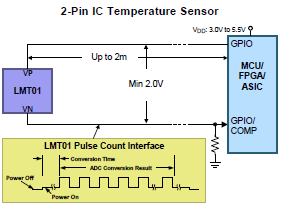 2-Pin IC Temperature Sensor
VDD: 3.0V to 5.5V
GPIO
Up to 2m
VP
LMT01
VN
Min 2.0V
MCU/
FPGA/
ASIC
GPIO/
COMP
LMT01 Pulse Count Interface
Conversion Time
ADC Conversion Result
Power Off
Power On